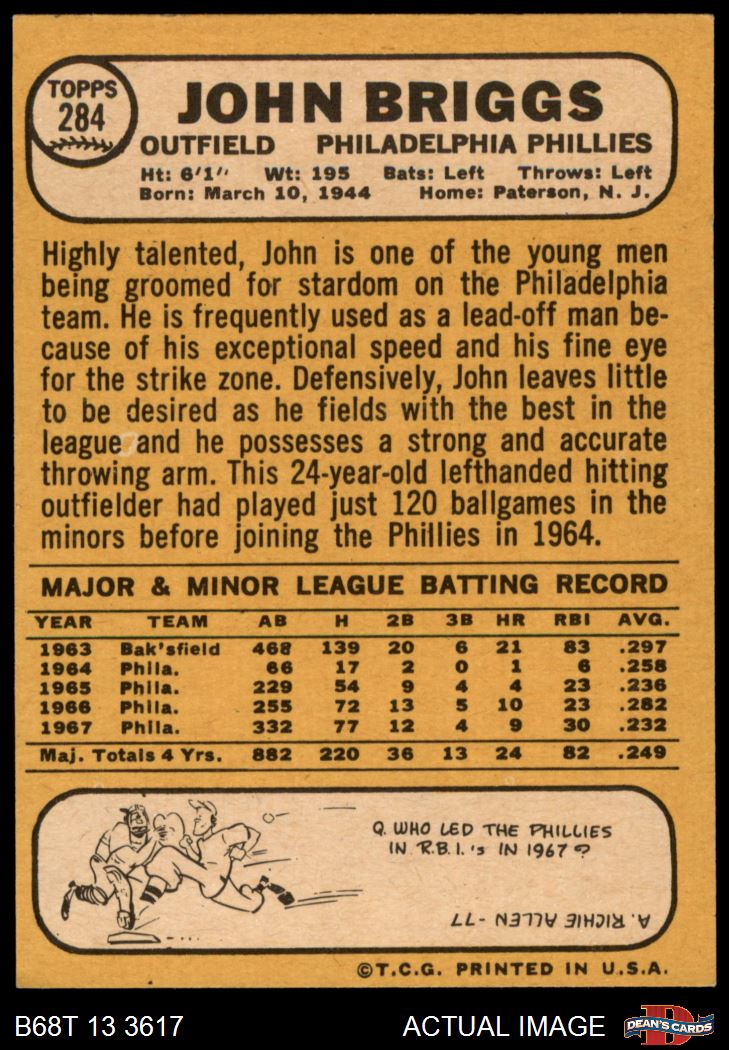 TOPPS
284
JOHN BRIGGS
OUTFIELD PHILADELPHIA PHILLIES
Ht: 6'1" Wt: 195 Bats: Left Throws: Left
Born: March 10, 1944 Home: Paterson, N. J.
Highly talented, John is one of the young men
being groomed for stardom on the Philadelphia
team. He is frequently used as a lead-off man be-
cause of his exceptional speed and his fine eye
for the strike zone. Defensively, John leaves little
to be desired as he fields with the best in the
league and he possesses a strong and accurate
throwing arm. This 24-year-old lefthanded hitting
outfielder had played just 120 ballgames in the
minors before joining the Phillies in 1964.
MAJOR & MINOR LEAGUE BATTING RECORD
YEAR TEAM AB H 2B 3B HR RBI AVG.
1963 Bak'sfield 468 139 20 6 21 83 .297
1964 Phila. 66 17 2 0 1 6 .258
1965 Phila. 229 54 9 4 4 23 .236
1966 Phila. 255 72 13 5 10 23 .282
1967 Phila. 332 77 12 4 9 30 .232
Maj. Totals 4 Yrs. 882 220 36 13 24 82 .249
Q. WHO LED THE PHILLIES
IN R.B.I.'s IN 1967?
A. RICHIE ALLEN - 77
©T.C.G. PRINTED IN U.S.A.
B68T 13 3617 ACTUAL IMAGE
D
DEAN'S CARDS